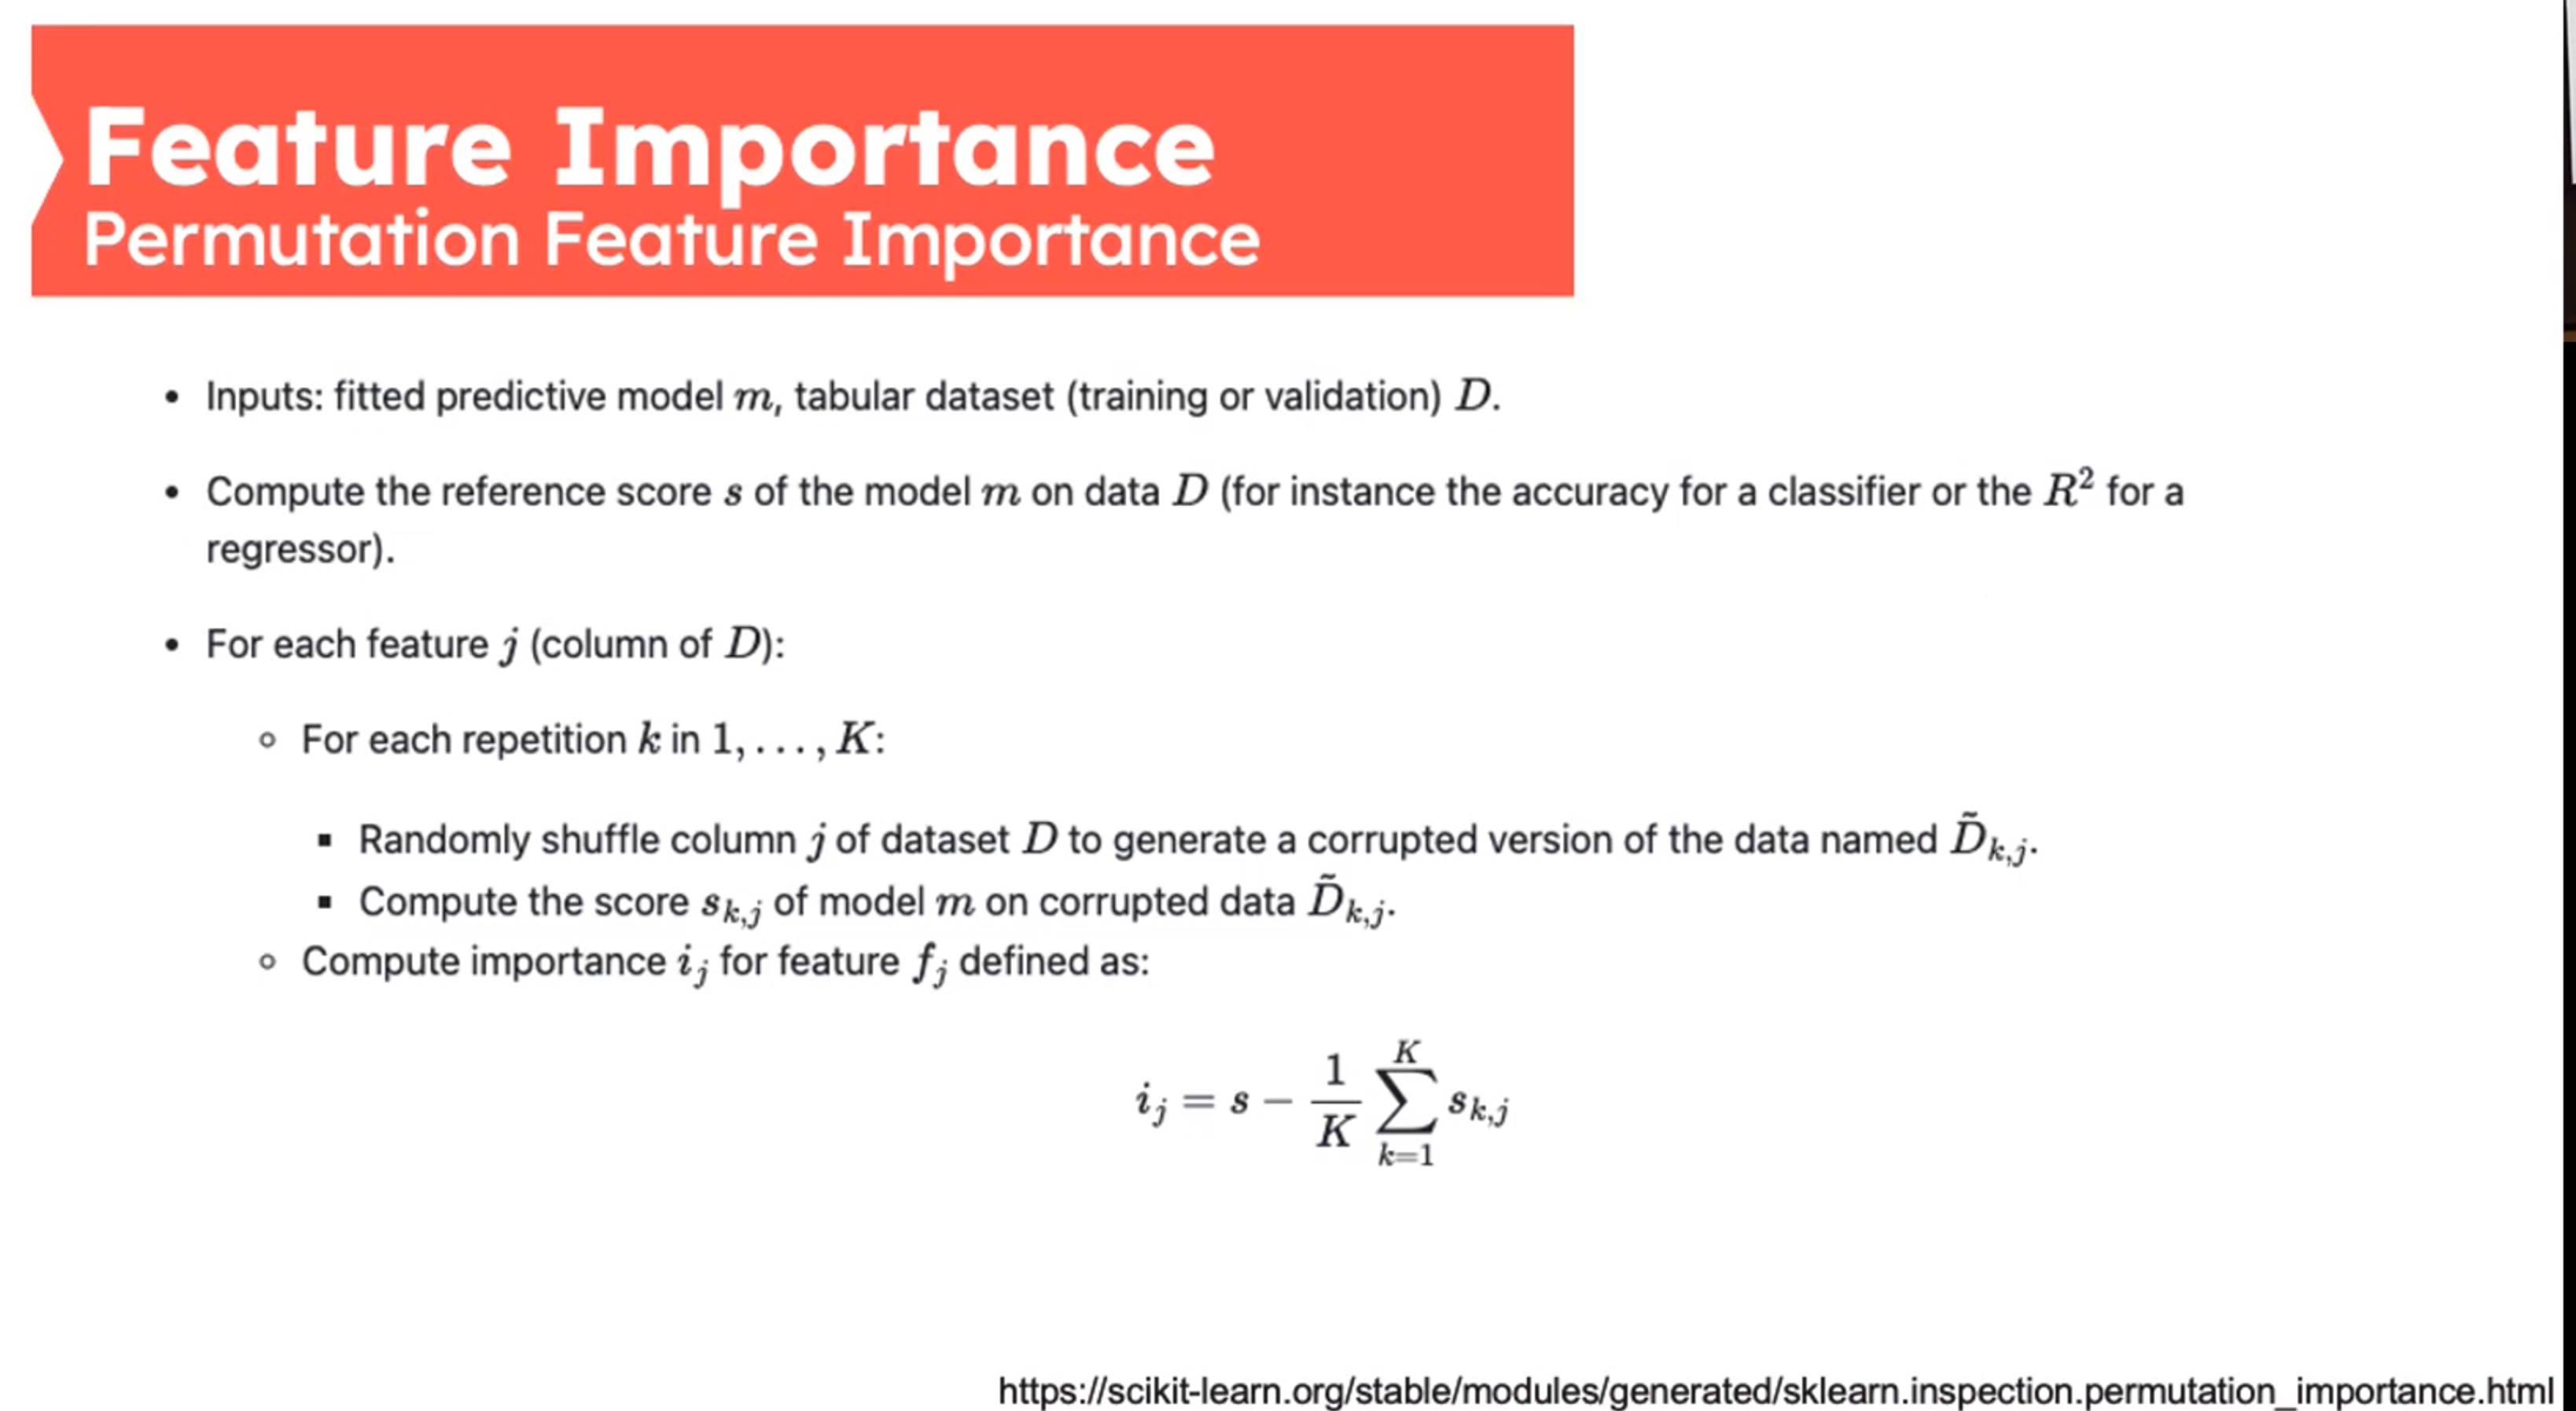 Feature Importance
Permutation Feature Importance
• Inputs: fitted predictive model m, tabular dataset (training or validation) D.
• Compute the reference score s of the model m on data D (for instance the accuracy for a classifier or the R² for a
regressor).
• For each feature j (column of D):
◦ For each repetition k in 1, . . . , K:
▪ Randomly shuffle column j of dataset D to generate a corrupted version of the data named D̃_{k,j}.
▪ Compute the score s_{k,j} of model m on corrupted data D̃_{k,j}.
◦ Compute importance i_j for feature f_j defined as:
i_j = s − \frac{1}{K} \sum_{k=1}^{K} s_{k,j}
https://scikit-learn.org/stable/modules/generated/sklearn.inspection.permutation_importance.html